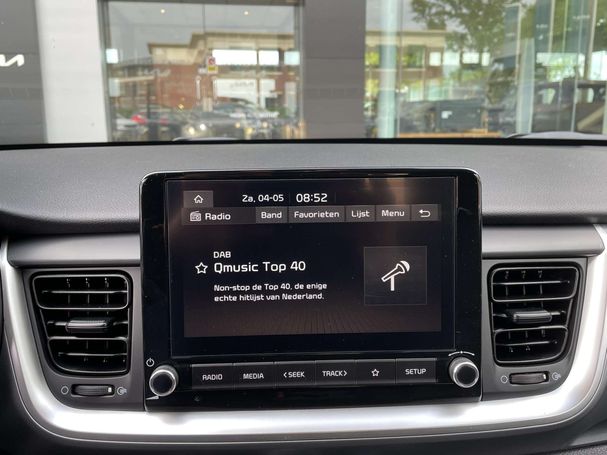 KIA
Za, 04-05 08:52
Radio Band Favorieten Lijst Menu
DAB
Qmusic Top 40
Non-stop de Top 40, de enige
echte hitlijst van Nederland.
RADIO MEDIA <SEEK TRACK> SETUP